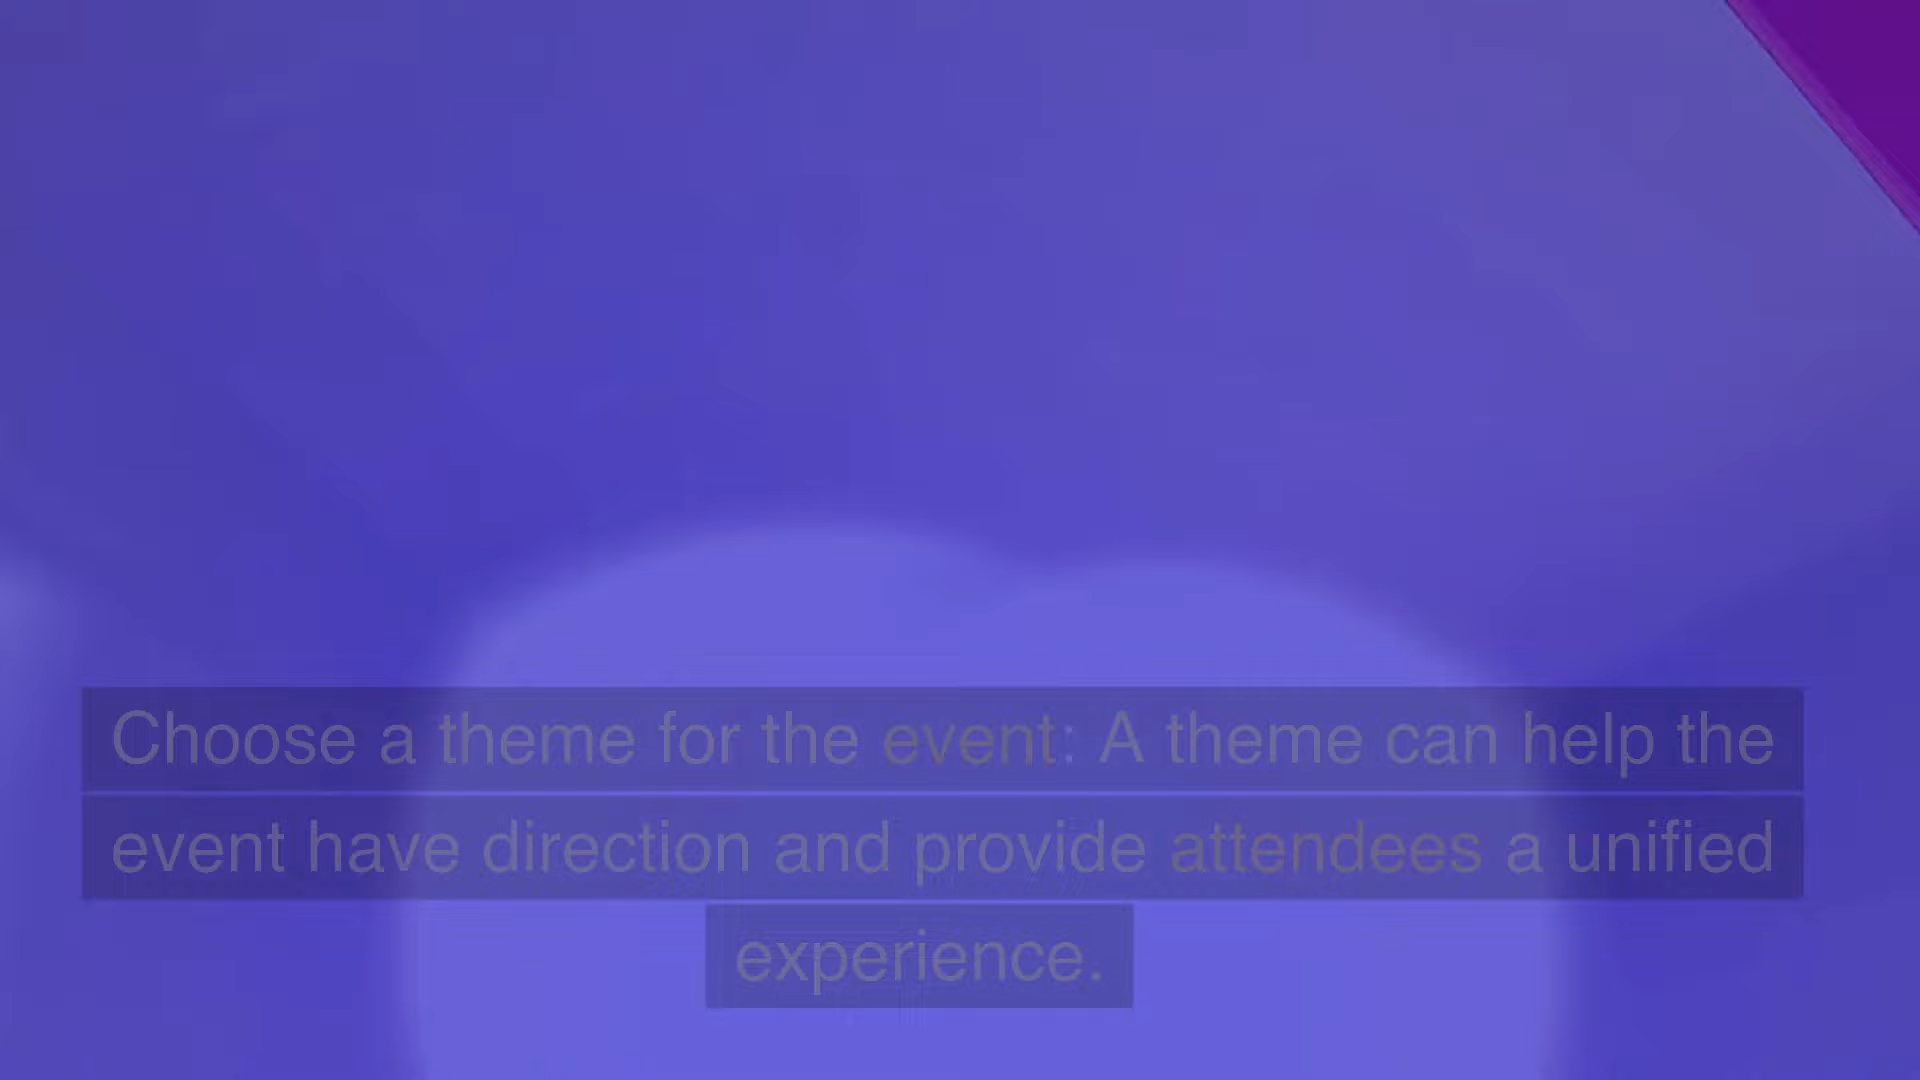 Choose a theme for the event: A theme can help the
event have direction and provide attendees a unified
experience.